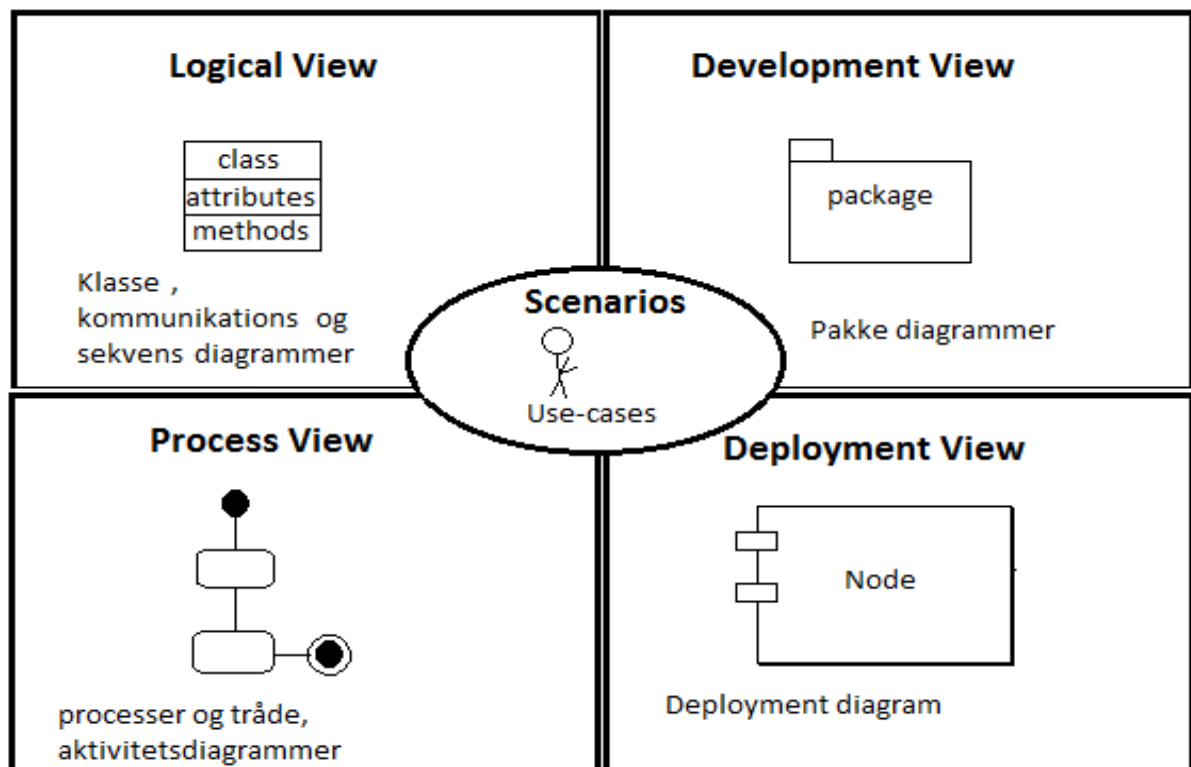 Logical View
class
attributes
methods
Klasse ,
kommunikations og
sekvens diagrammer
Development View
package
Pakke diagrammer
Scenarios
Use-cases
Process View
processer og tråde,
aktivitetsdiagrammer
Deployment View
Node
Deployment diagram